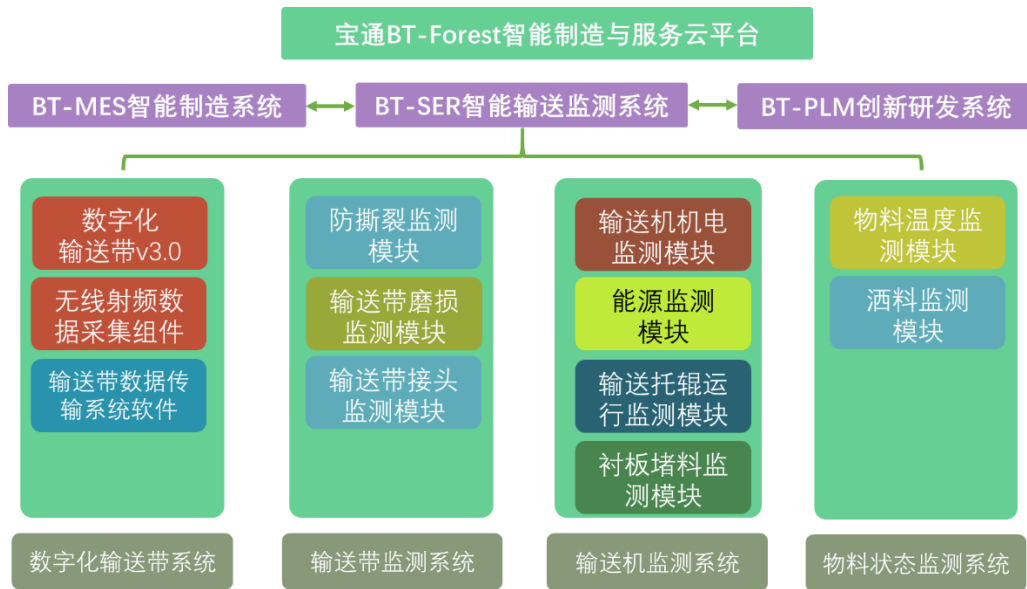 宝通BT-Forest智能制造与服务云平台
BT-MES智能制造系统
BT-SER智能输送监测系统
BT-PLM创新研发系统
数字化
输送带v3.0
无线射频数
据采集组件
输送带数据传
输系统软件
数字化输送带系统
防撕裂监测
模块
输送带磨损
监测模块
输送带接头
监测模块
输送带监测系统
输送机机电
监测模块
能源监测
模块
输送托辊运
行监测模块
衬板堵料监
测模块
输送机监测系统
物料温度监
测模块
洒料监测
模块
物料状态监测系统